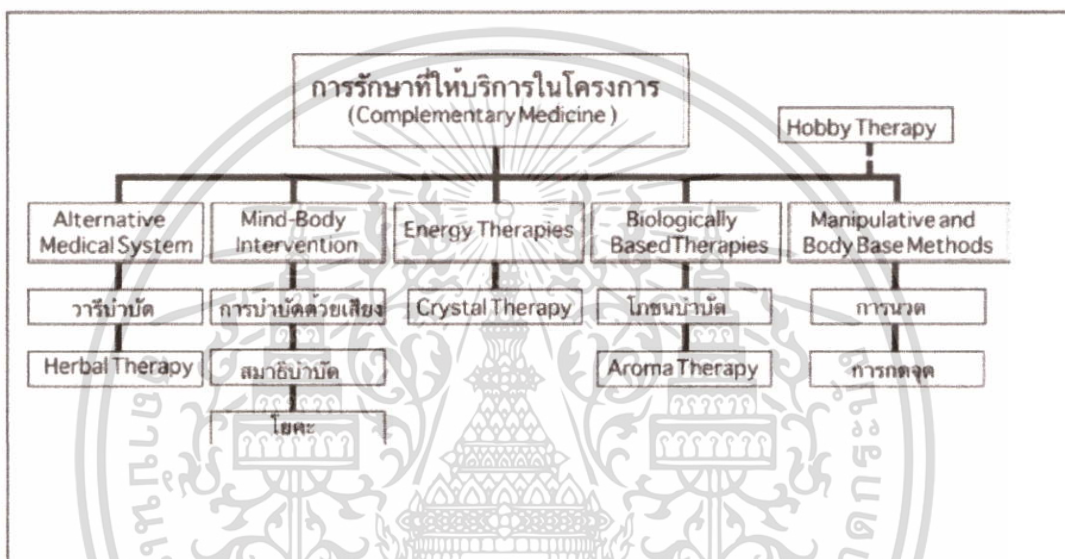 การรักษาที่ให้บริการในโครงการ
(Complementary Medicine)
Hobby Therapy
Alternative
Medical System
Mind-Body
Intervention
Energy Therapies
Biologically
Based Therapies
Manipulative and
Body Base Methods
วารีบำบัด
การบำบัดด้วยเสียง
Crystal Therapy
โภชนบำบัด
การนวด
Herbal Therapy
สมาธิบำบัด
Aroma Therapy
การกดจุด
โยคะ